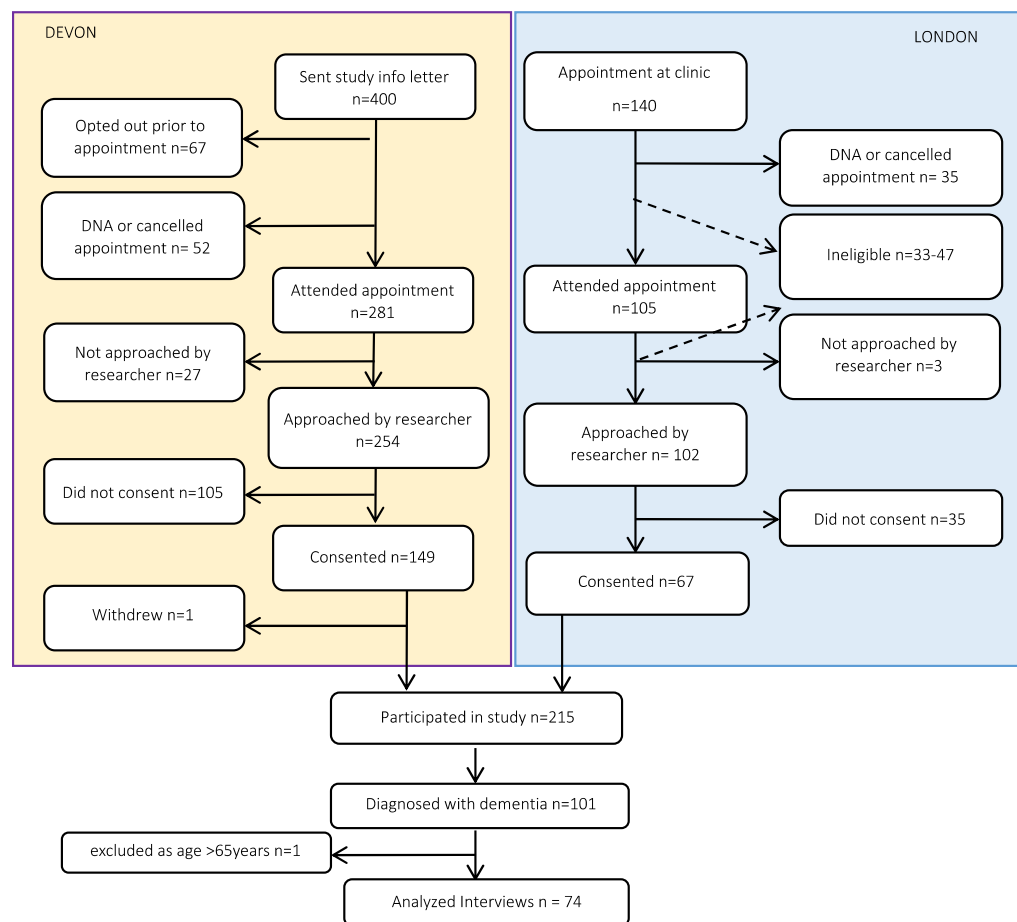 DEVON
Sent study info letter
n=400
Opted out prior to
appointment n=67
DNA or cancelled
appointment n= 52
Attended appointment
n=281
Not approached by
researcher n=27
Approached by researcher
n=254
Did not consent n=105
Consented n=149
Withdrew n=1
LONDON
Appointment at clinic
n=140
DNA or cancelled
appointment n= 35
Ineligible n=33-47
Attended appointment
n=105
Not approached by
researcher n=3
Approached by
researcher n= 102
Did not consent n=35
Consented n=67
Participated in study n=215
Diagnosed with dementia n=101
excluded as age >65years n=1
Analyzed Interviews n = 74